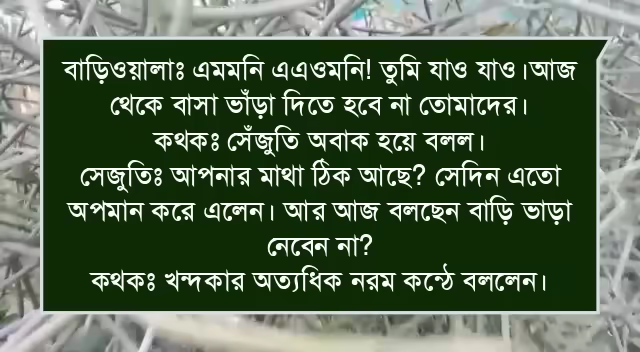 বাড়িওয়ালাঃ এমমনি এএওমনি! তুমি যাও যাও।আজ
থেকে বাসা ভাঁড়া দিতে হবে না তোমাদের।
কথকঃ সেঁজুতি অবাক হয়ে বলল।
সেজুতিঃ আপনার মাথা ঠিক আছে? সেদিন এতো
অপমান করে এলেন। আর আজ বলছেন বাড়ি ভাড়া
নেবেন না?
কথকঃ খন্দকার অত্যধিক নরম কন্ঠে বললেন।